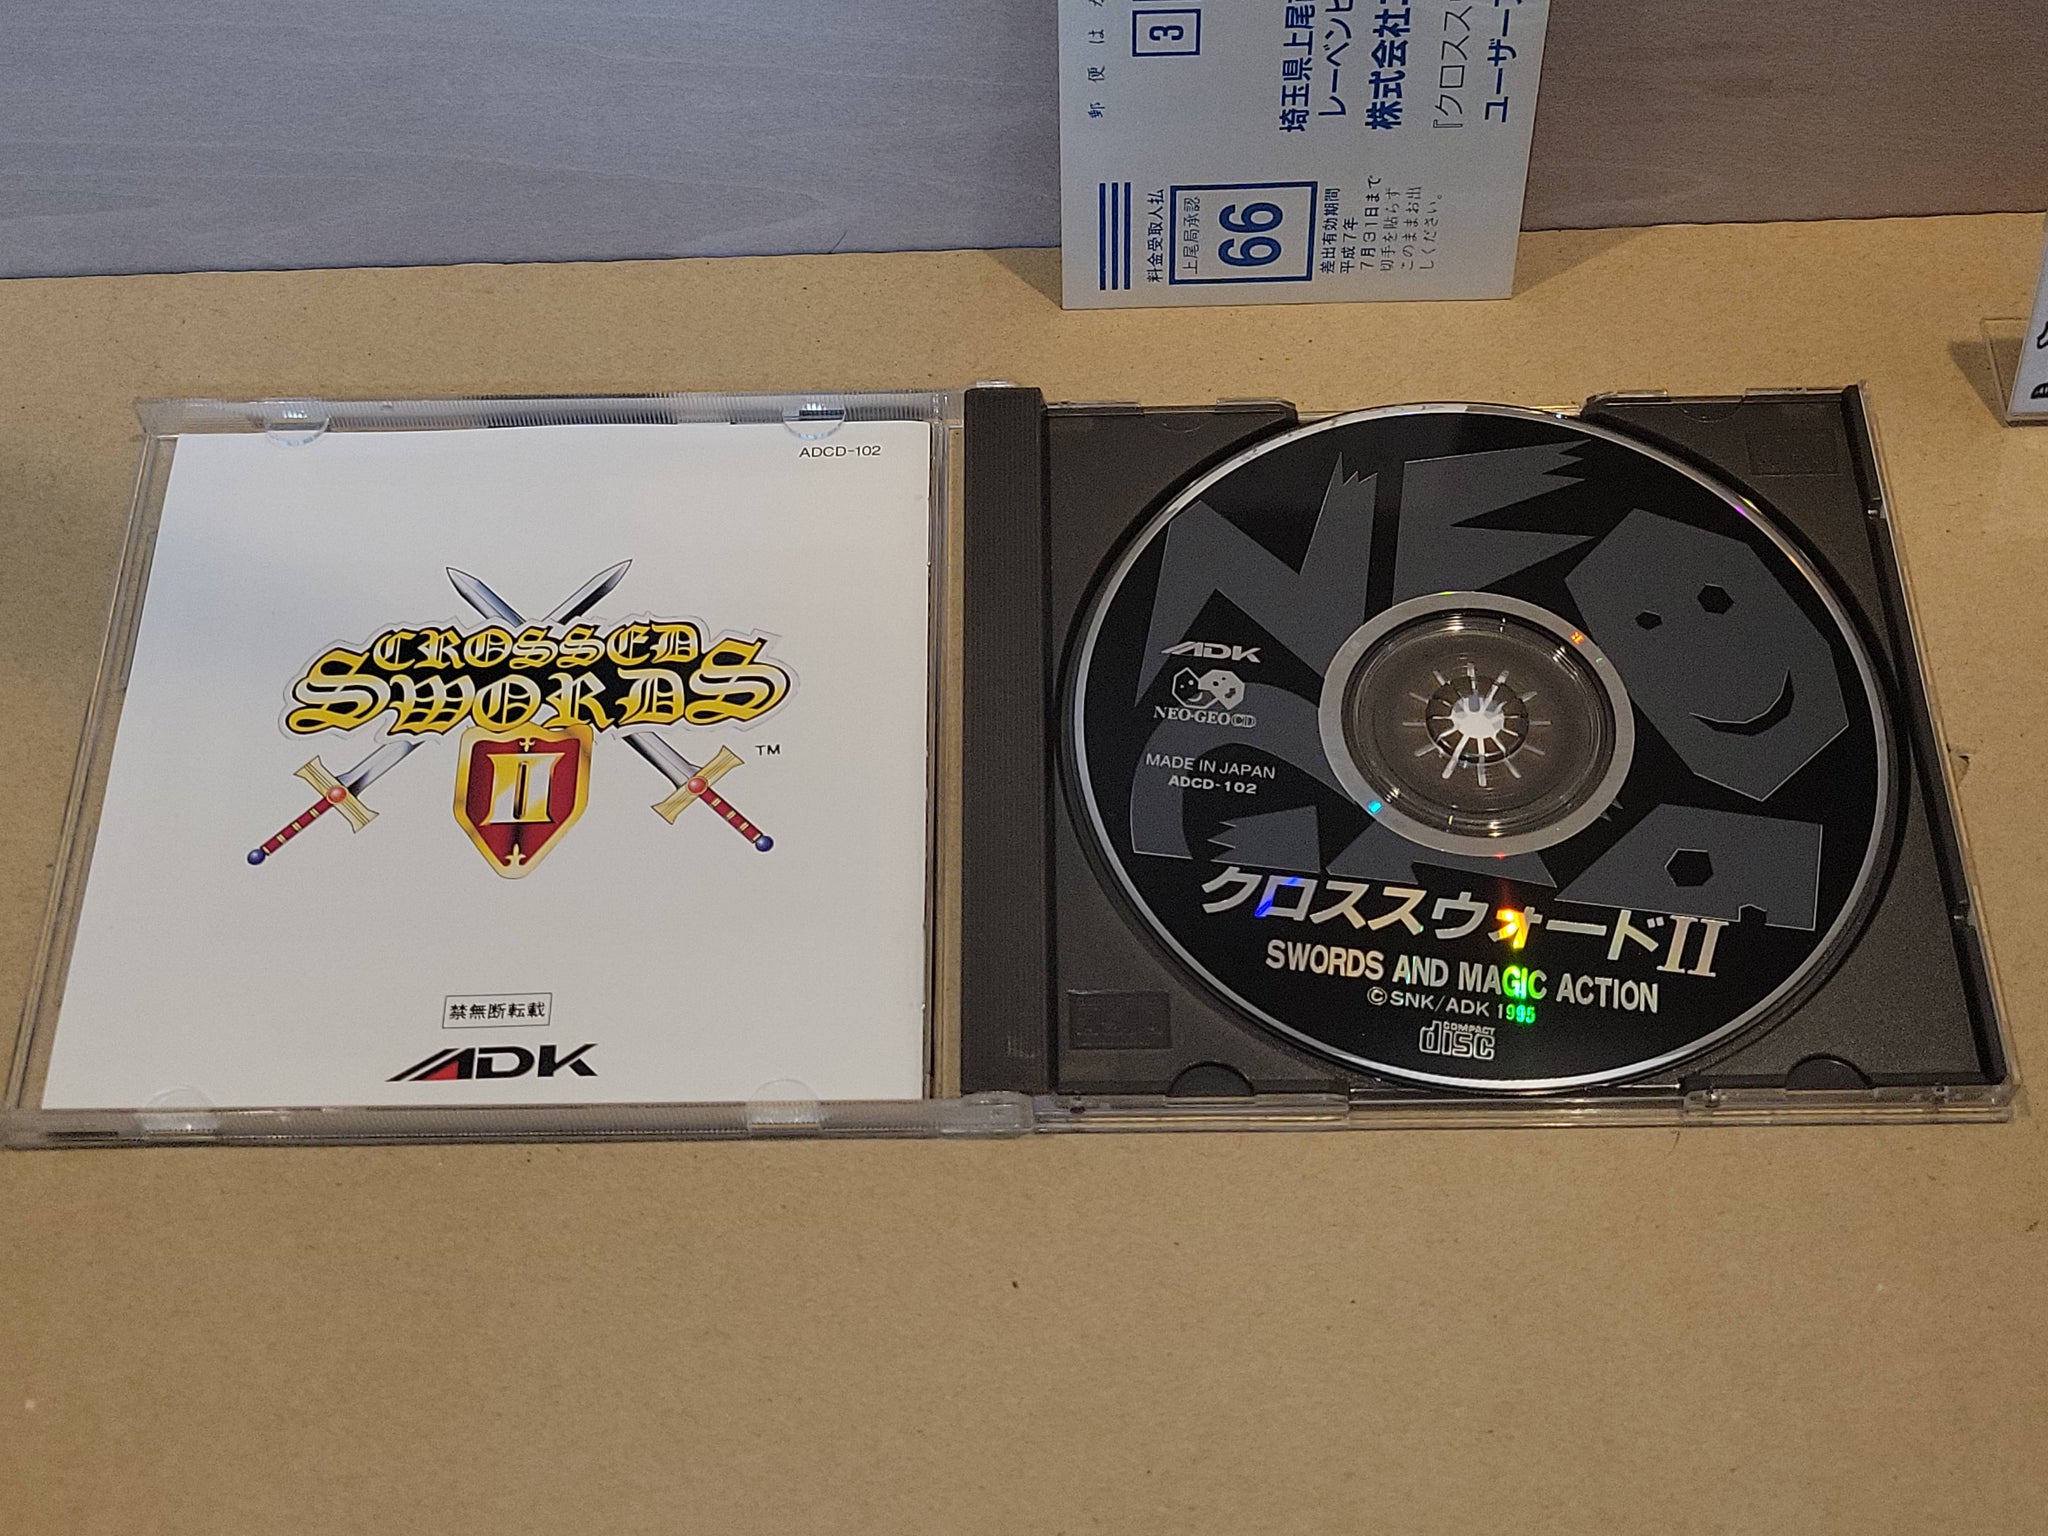 郵便は
3
埼玉県上尾
レーベンビ
株式会社
『クロスス
ユーザー
料金受取人払
上尾局承認
66
差出有効期間
平成7年
7月31日まで
切手を貼らず
このままお出
しください。
ADCD-102
CROSSED
SWORDS
II
TM
禁無断転載
ADK
NEO
GEO
ADK
NEO·GEO CD
MADE IN JAPAN
ADCD-102
クロススウォードII
SWORDS AND MAGIC ACTION
©SNK/ADK 1995
COMPACT
disc